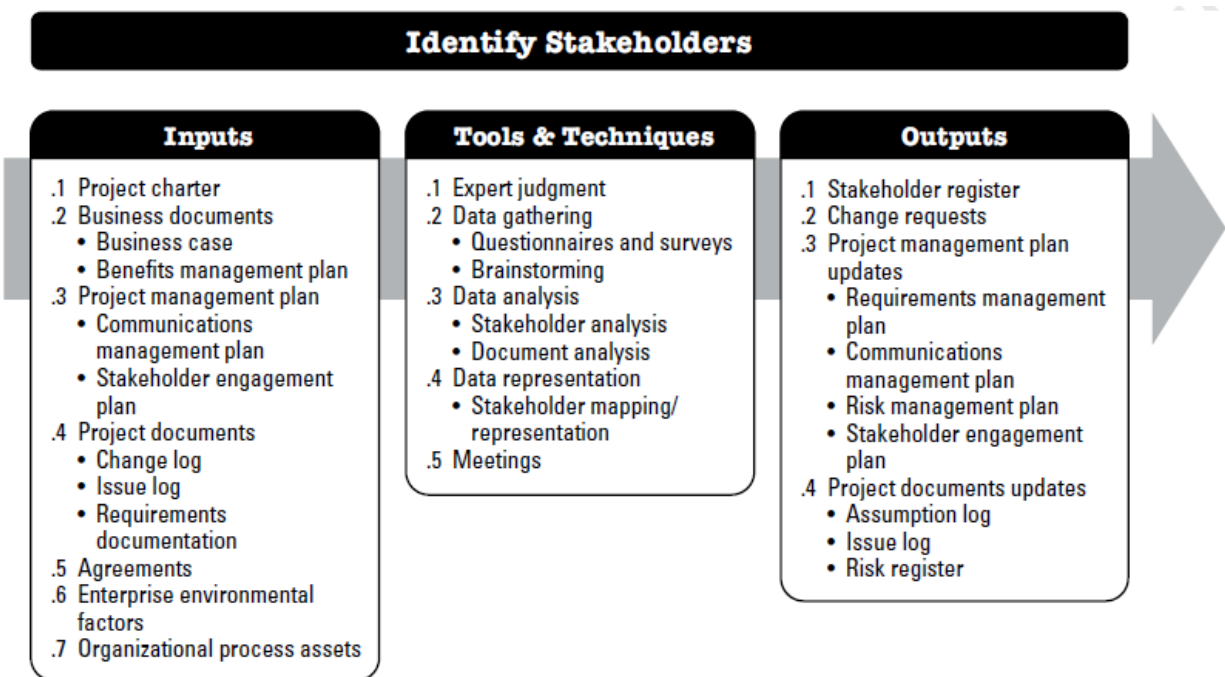 Identify Stakeholders
Inputs
.1 Project charter
.2 Business documents
• Business case
• Benefits management plan
.3 Project management plan
• Communications
management plan
• Stakeholder engagement
plan
.4 Project documents
• Change log
• Issue log
• Requirements
documentation
.5 Agreements
.6 Enterprise environmental
factors
.7 Organizational process assets
Tools & Techniques
.1 Expert judgment
.2 Data gathering
• Questionnaires and surveys
• Brainstorming
.3 Data analysis
• Stakeholder analysis
• Document analysis
.4 Data representation
• Stakeholder mapping/
representation
.5 Meetings
Outputs
.1 Stakeholder register
.2 Change requests
.3 Project management plan
updates
• Requirements management
plan
• Communications
management plan
• Risk management plan
• Stakeholder engagement
plan
.4 Project documents updates
• Assumption log
• Issue log
• Risk register